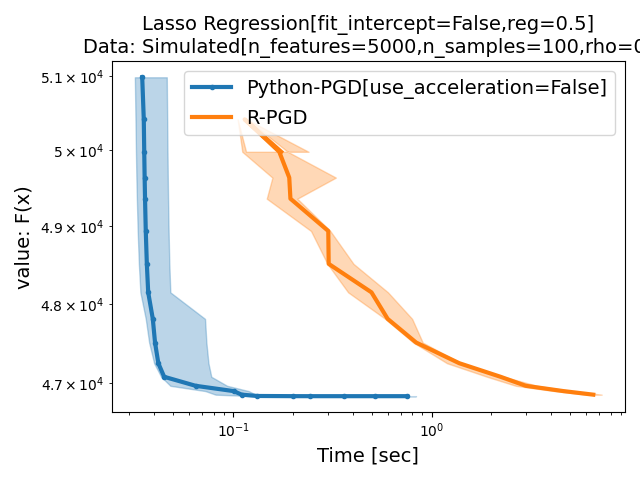 Lasso Regression[fit_intercept=False,reg=0.5]
Data: Simulated[n_features=5000,n_samples=100,rho=0
Python-PGD[use_acceleration=False]
R-PGD
value: F(x)
5.1 × 10⁴
5 × 10⁴
4.9 × 10⁴
4.8 × 10⁴
4.7 × 10⁴
10⁻¹
10⁰
Time [sec]